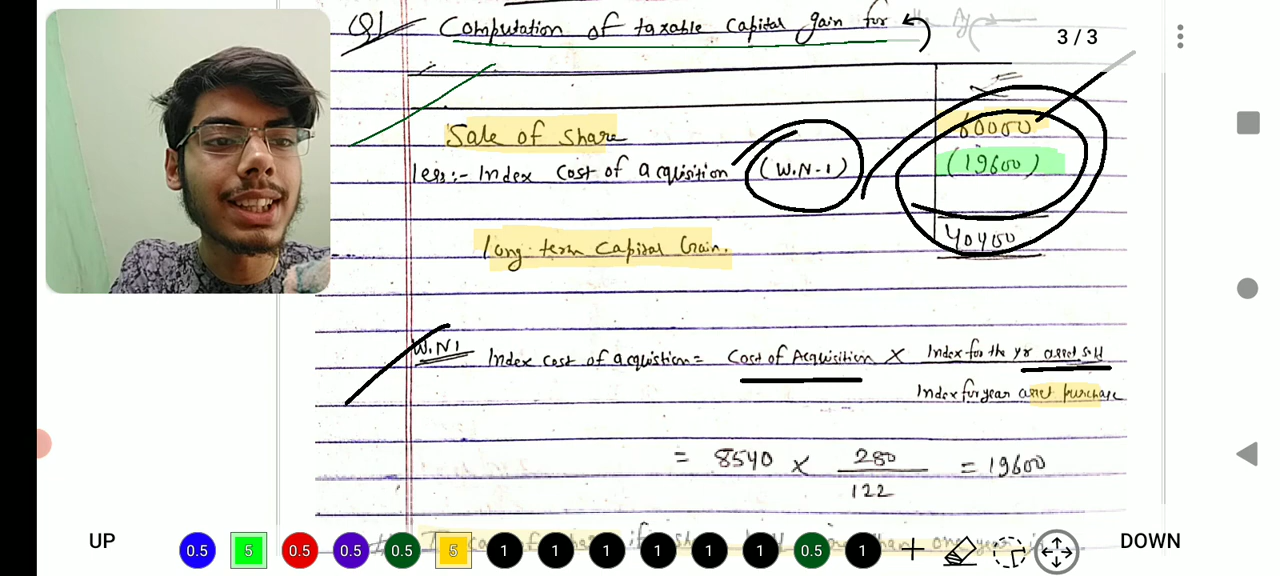 Q1 Computation of taxable capital gain for Ay
3 / 3
Sale of Share 60000
less:- Index Cost of acquisition (W.N-1) (19600)
long term Capital Gain. 40400
W.N1 Index cost of acquistion = Cost of Acquisition X Index for the yr asset sold
Index for year asset purchase
= 8540 X 280 = 19600
122
UP 0.5 5 0.5 0.5 0.5 5 1 1 1 1 1 1 0.5 1 DOWN